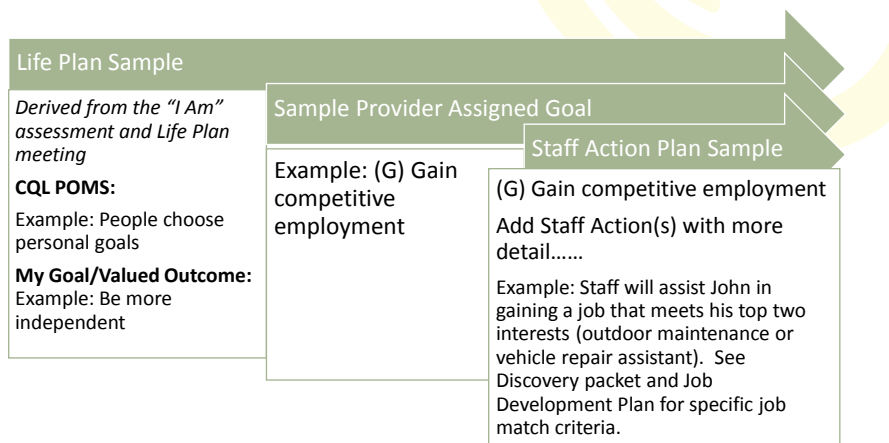 Life Plan Sample
Derived from the “I Am”
assessment and Life Plan
meeting
CQL POMS:
Example: People choose
personal goals
My Goal/Valued Outcome:
Example: Be more
independent
Sample Provider Assigned Goal
Example: (G) Gain
competitive
employment
Staff Action Plan Sample
(G) Gain competitive employment
Add Staff Action(s) with more
detail……
Example: Staff will assist John in
gaining a job that meets his top two
interests (outdoor maintenance or
vehicle repair assistant).  See
Discovery packet and Job
Development Plan for specific job
match criteria.